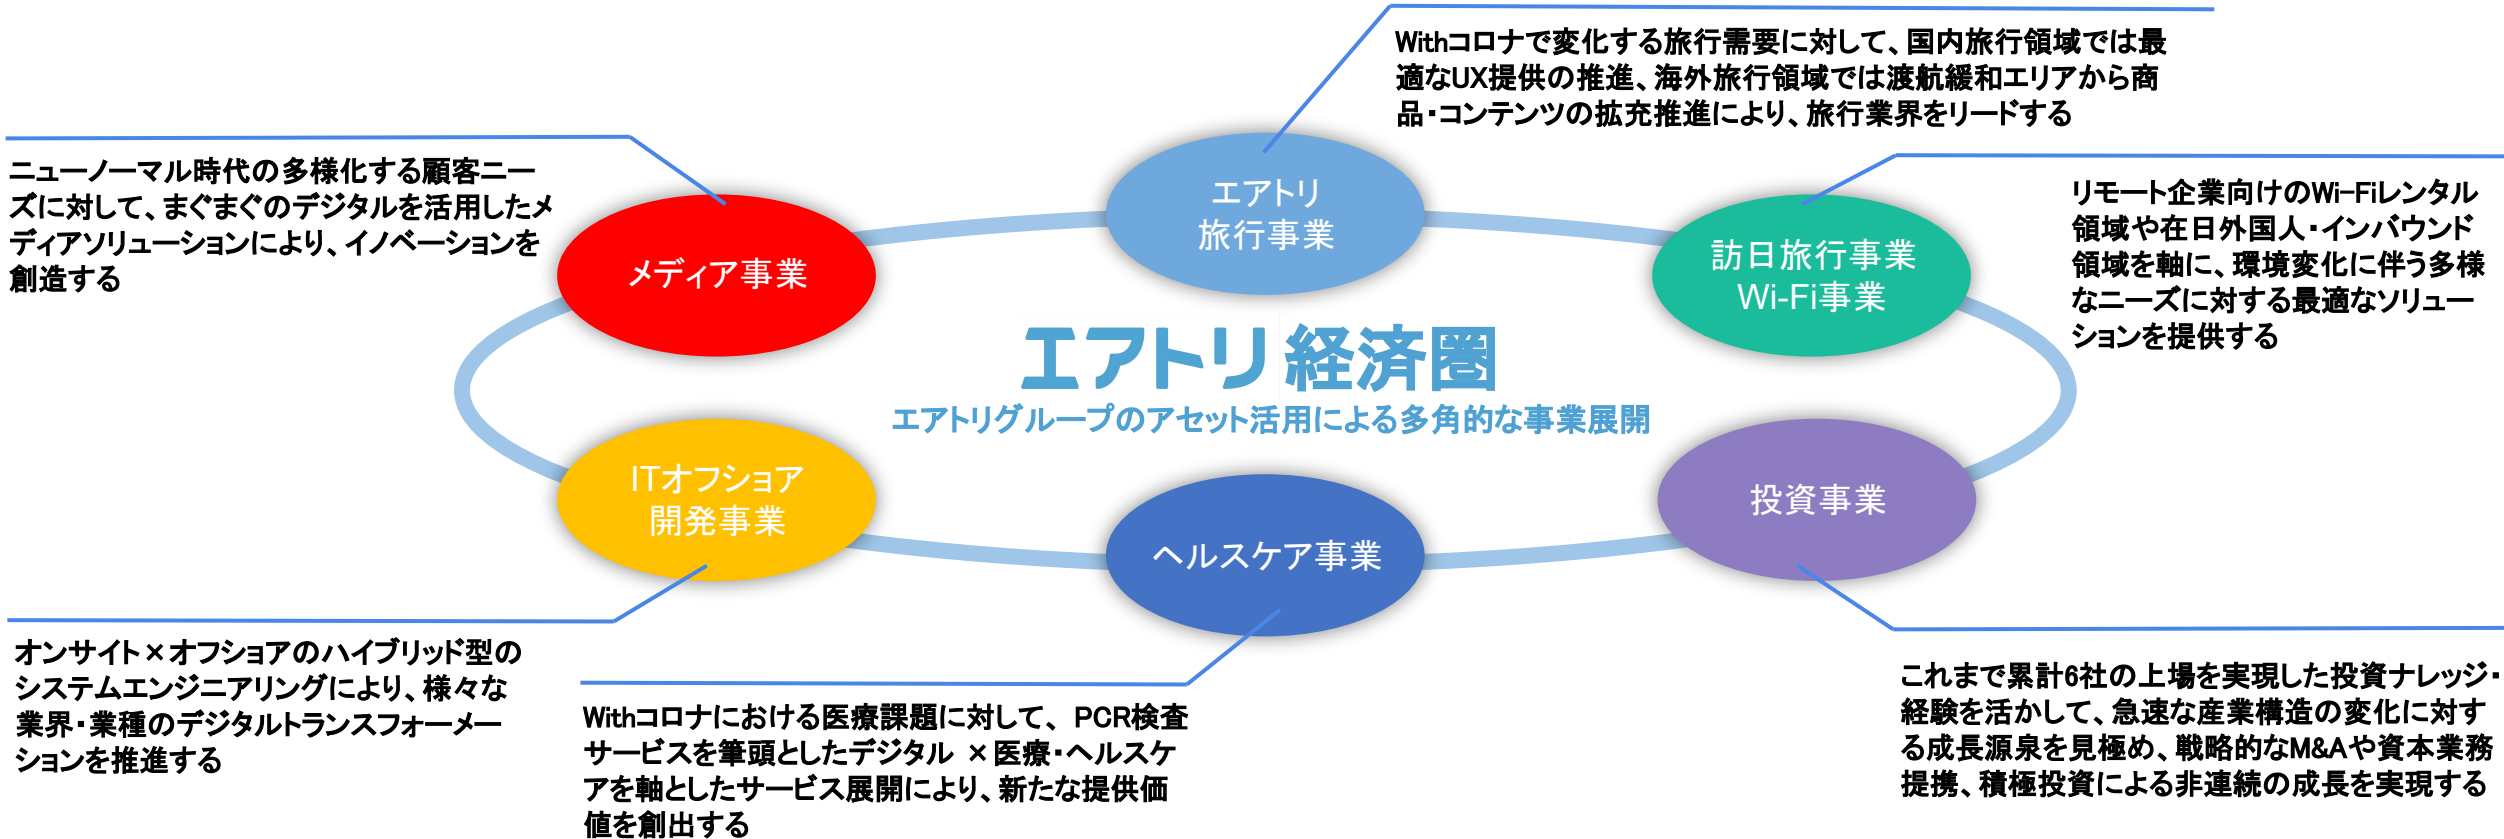 Withコロナで変化する旅行需要に対して、国内旅行領域では最
適なUX提供の推進、海外旅行領域では渡航緩和エリアから商
品・コンテンツの拡充推進により、旅行業界をリードする
ニューノーマル時代の多様化する顧客ニー
ズに対して、まぐまぐのデジタルを活用したメ
ディアソリューションにより、イノベーションを
創造する
リモート企業向けのWi-Fiレンタル
領域や在日外国人・インバウンド
領域を軸に、環境変化に伴う多様
なニーズに対する最適なソリュー
ションを提供する
エアトリ
旅行事業
メディア事業
訪日旅行事業
Wi-Fi事業
エアトリ経済圏
エアトリグループのアセット活用による多角的な事業展開
ITオフショア
開発事業
ヘルスケア事業
投資事業
オンサイト×オフショアのハイブリッド型の
システムエンジニアリングにより、様々な
業界・業種のデジタルトランスフォーメー
ションを推進する
Withコロナにおける医療課題に対して、PCR検査
サービスを筆頭としたデジタル ×医療・ヘルスケ
アを軸としたサービス展開により、新たな提供価
値を創出する
これまで累計6社の上場を実現した投資ナレッジ・
経験を活かして、急速な産業構造の変化に対す
る成長源泉を見極め、戦略的なM&Aや資本業務
提携、積極投資による非連続の成長を実現する